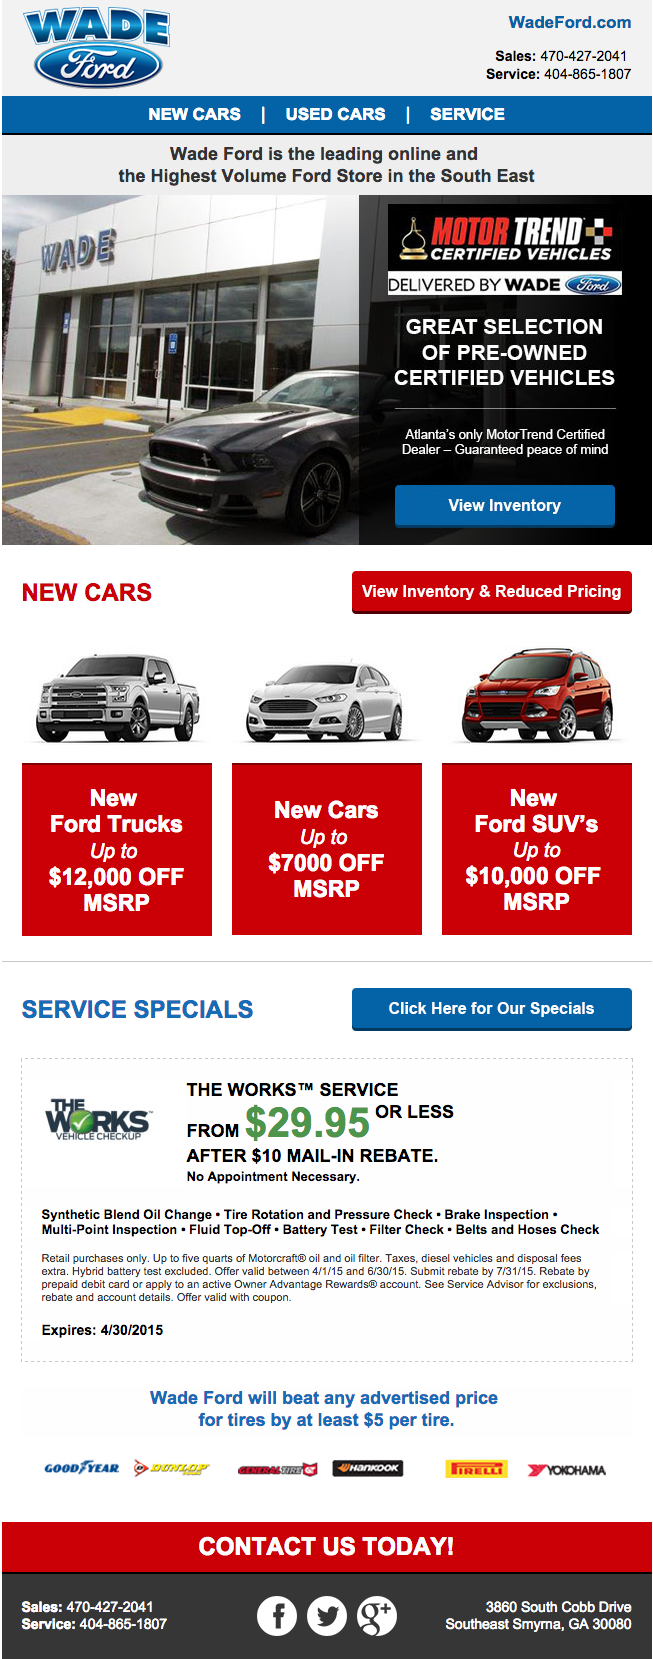 WADE
Ford
WadeFord.com
Sales: 470-427-2041
Service: 404-865-1807
NEW CARS | USED CARS | SERVICE
Wade Ford is the leading online and
the Highest Volume Ford Store in the South East
WADE
MOTOR TREND
CERTIFIED VEHICLES
DELIVERED BY WADE Ford
GREAT SELECTION
OF PRE-OWNED
CERTIFIED VEHICLES
Atlanta's only MotorTrend Certified
Dealer – Guaranteed peace of mind
View Inventory
NEW CARS
View Inventory & Reduced Pricing
New
Ford Trucks
Up to
$12,000 OFF
MSRP
New Cars
Up to
$7000 OFF
MSRP
New
Ford SUV's
Up to
$10,000 OFF
MSRP
SERVICE SPECIALS
Click Here for Our Specials
THE
WORKS™
VEHICLE CHECKUP
THE WORKS™ SERVICE
FROM $29.95 OR LESS
AFTER $10 MAIL-IN REBATE.
No Appointment Necessary.
Synthetic Blend Oil Change • Tire Rotation and Pressure Check • Brake Inspection •
Multi-Point Inspection • Fluid Top-Off • Battery Test • Filter Check • Belts and Hoses Check
Retail purchases only. Up to five quarts of Motorcraft® oil and oil filter. Taxes, diesel vehicles and disposal fees
extra. Hybrid battery test excluded. Offer valid between 4/1/15 and 6/30/15. Submit rebate by 7/31/15. Rebate by
prepaid debit card or apply to an active Owner Advantage Rewards® account. See Service Advisor for exclusions,
rebate and account details. Offer valid with coupon.
Expires: 4/30/2015
Wade Ford will beat any advertised price
for tires by at least $5 per tire.
GOODYEAR DUNLOP GENERAL TIRE HANKOOK PIRELLI YOKOHAMA
CONTACT US TODAY!
Sales: 470-427-2041
Service: 404-865-1807
f
g+
3860 South Cobb Drive
Southeast Smyrna, GA 30080